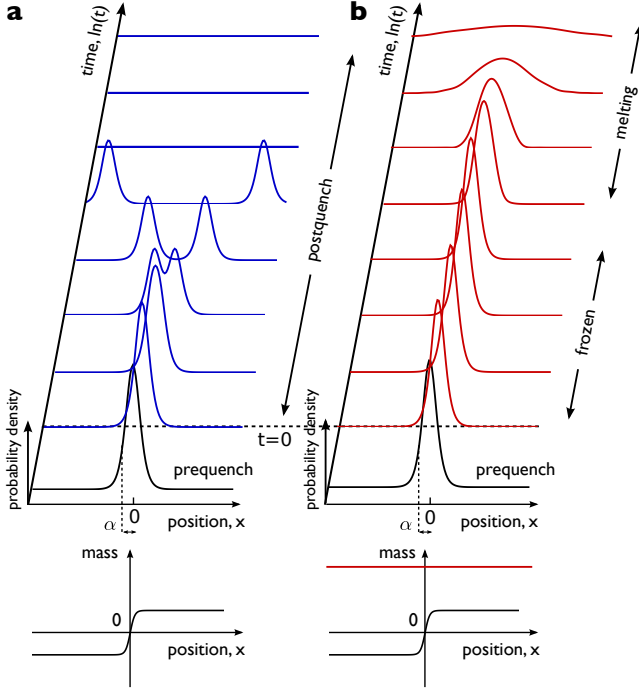 a
time, ln(t)
postquench
probability density
t=0
prequench
α
0
position, x
mass
0
position, x
b
time, ln(t)
melting
frozen
probability density
prequench
α
0
position, x
mass
0
position, x